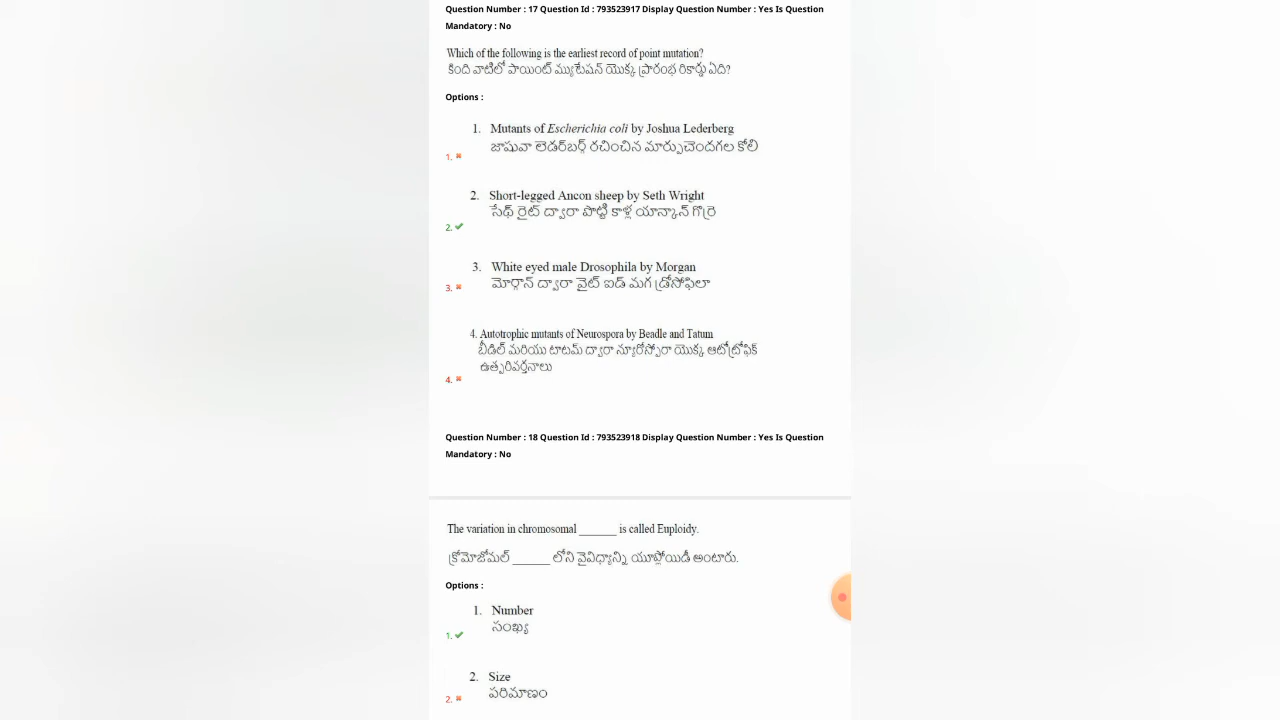 Question Number : 17 Question Id : 793523917 Display Question Number : Yes Is Question
Mandatory : No
Which of the following is the earliest record of point mutation?
కింది వాటిలో పాయింట్ మ్యుటేషన్ యొక్క ప్రారంభ రికార్డు ఏది?
Options :
1. Mutants of Escherichia coli by Joshua Lederberg
జాషువా లెడర్‌బర్గ్ రచించిన మార్పుచెందగల కోలి
1. ✖
2. Short-legged Ancon sheep by Seth Wright
సేథ్ రైట్ ద్వారా పొట్టి కాళ్ల యాన్కాన్ గొర్రె
2. ✔
3. White eyed male Drosophila by Morgan
మోర్గాన్ ద్వారా వైట్ ఐడ్ మగ డ్రోసోఫిలా
3. ✖
4. Autotrophic mutants of Neurospora by Beadle and Tatum
బీడిల్ మరియు టాటమ్ ద్వారా న్యూరోస్పోరా యొక్క ఆటోట్రోఫిక్
ఉత్పరివర్తనాలు
4. ✖
Question Number : 18 Question Id : 793523918 Display Question Number : Yes Is Question
Mandatory : No
The variation in chromosomal ______ is called Euploidy.
క్రోమోజోమల్ ______ లోని వైవిధ్యాన్ని యూప్లోయిడీ అంటారు.
Options :
1. Number
సంఖ్య
1. ✔
2. Size
పరిమాణం
2. ✖